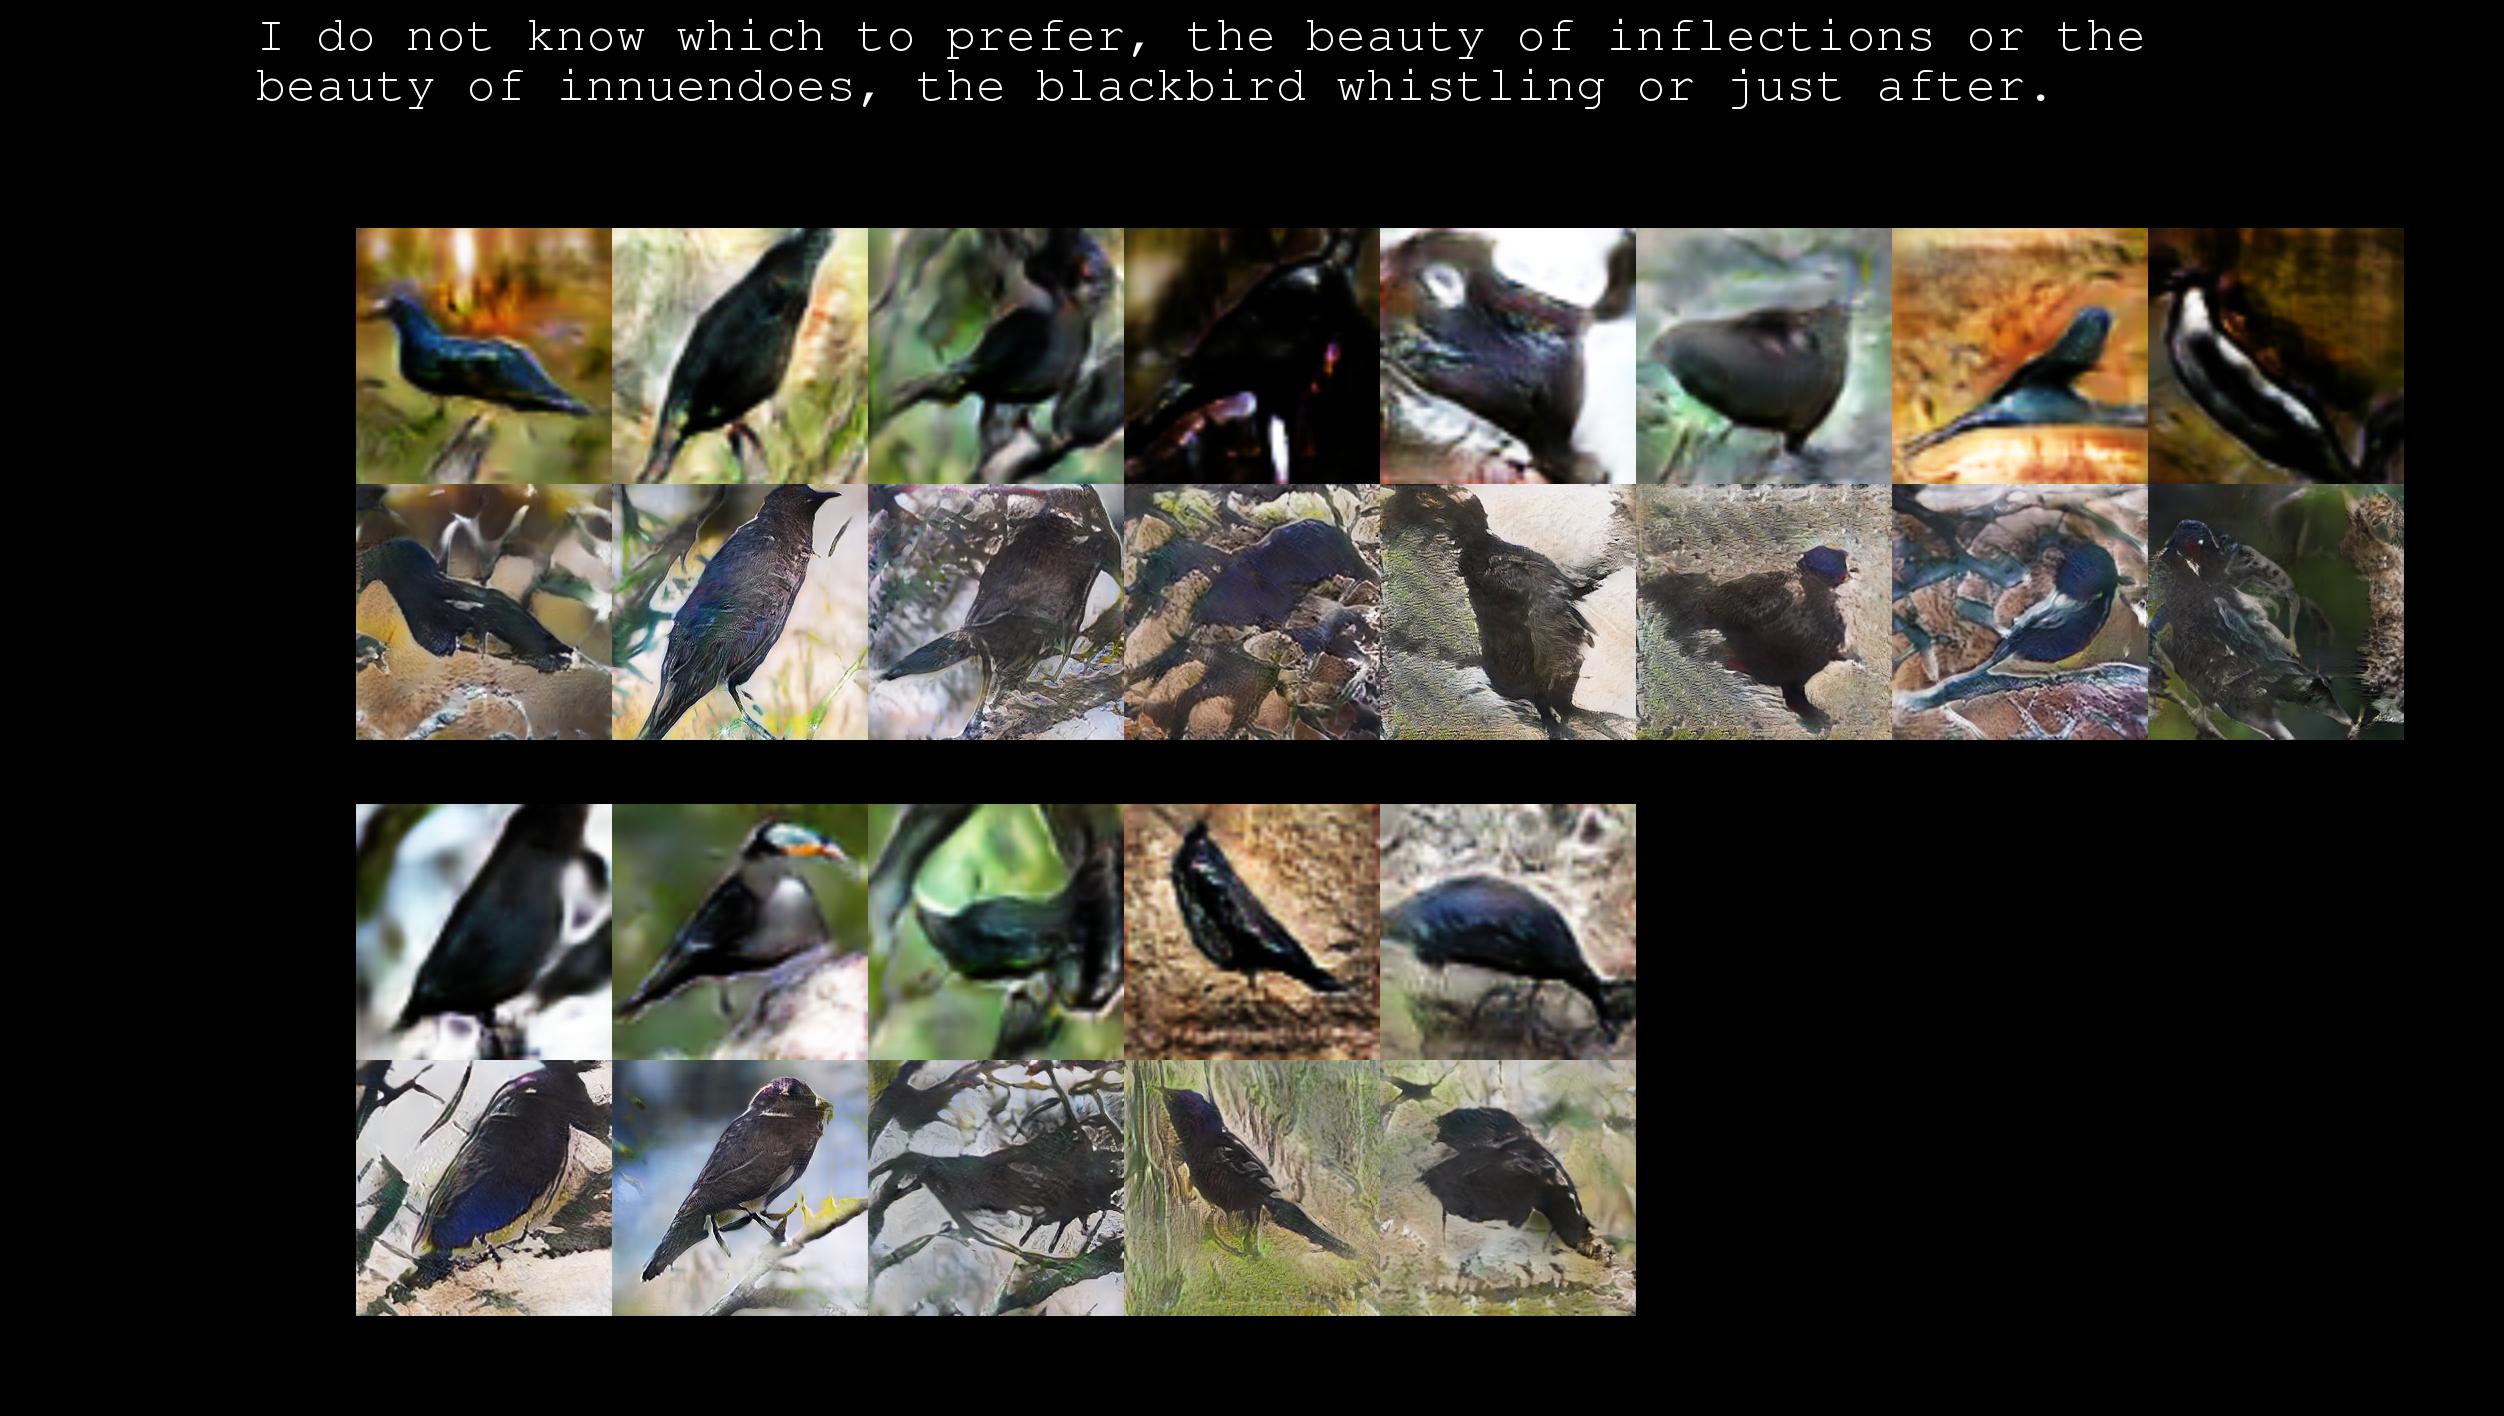 I do not know which to prefer, the beauty of inflections or the
beauty of innuendoes, the blackbird whistling or just after.